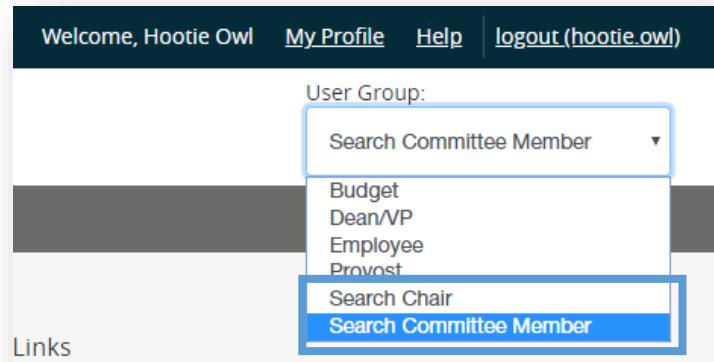 Welcome, Hootie Owl My Profile Help logout (hootie.owl)
User Group:
Search Committee Member
Budget
Dean/VP
Employee
Provost
Search Chair
Search Committee Member
Links